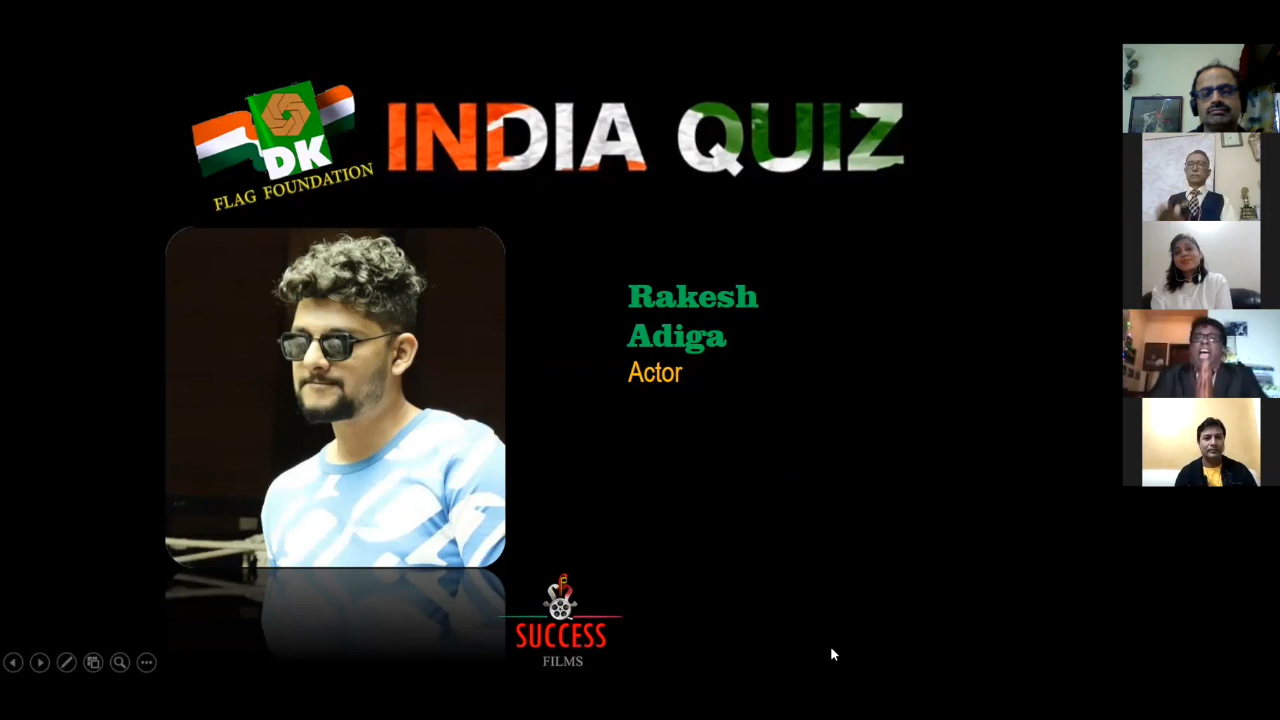 INDIA QUIZ
DK
FLAG FOUNDATION
Rakesh
Adiga
Actor
SUCCESS
FILMS